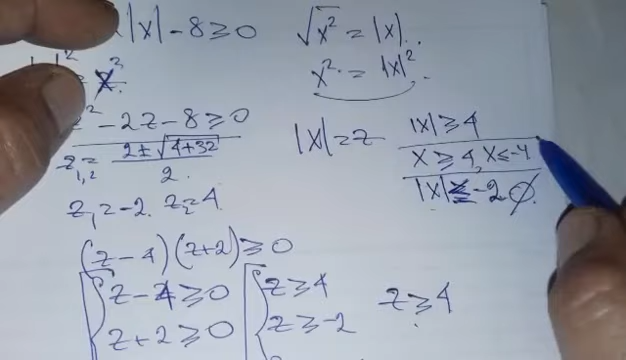 |x| - 8 ≥ 0 √x² = |x|.
x² x² = |x|²
z² - 2z - 8 ≥ 0 |x| = z |x| ≥ 4
z₁,₂ = 2 ± √4+32 x ≥ 4, x ≤ -4
2. |x| ≤ -2 ∅.
z₁ = -2. z₂ = 4
(z - 4)(z+2) ≥ 0
z - 4 ≥ 0 z ≥ 4 z ≥ 4
z + 2 ≥ 0 z ≥ -2